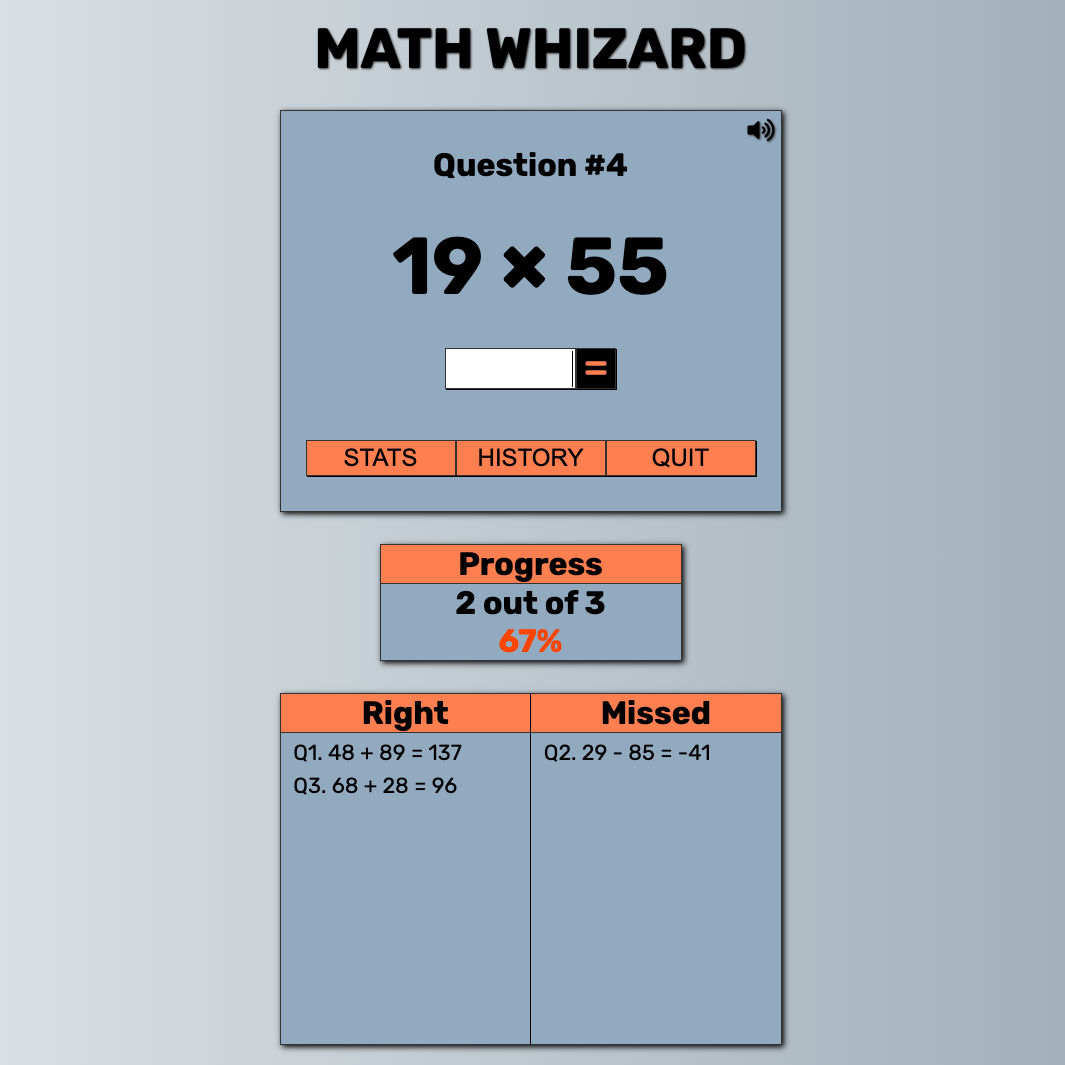 MATH WHIZARD
Question #4
19 × 55
=
STATS HISTORY QUIT
Progress
2 out of 3
67%
Right Missed
Q1. 48 + 89 = 137 Q2. 29 - 85 = -41
Q3. 68 + 28 = 96